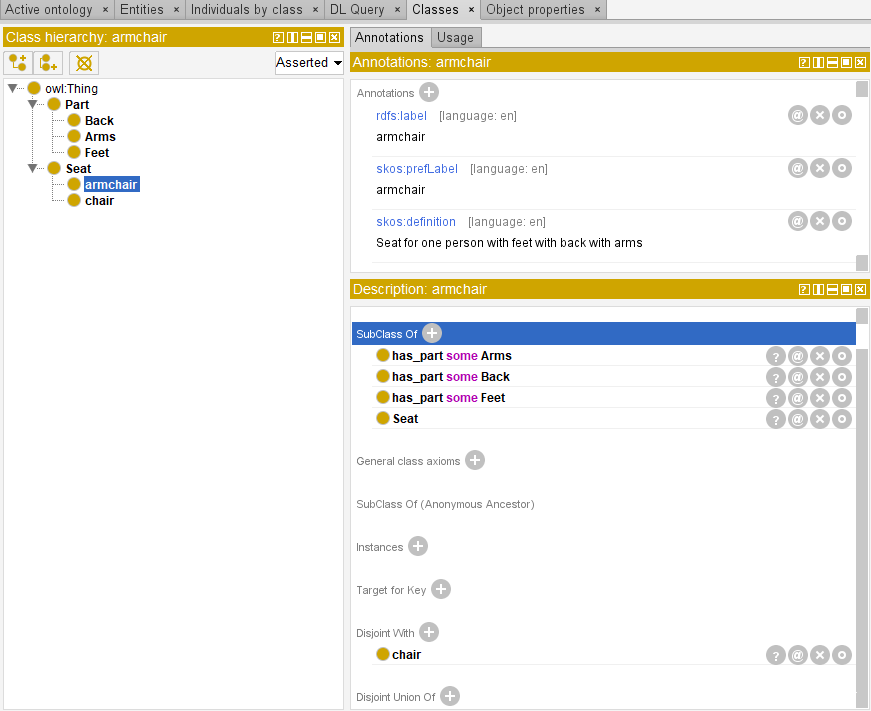 Active ontology × Entities × Individuals by class × DL Query × Classes × Object properties ×
Class hierarchy: armchair
Asserted
owl:Thing
Part
Back
Arms
Feet
Seat
armchair
chair
Annotations Usage
Annotations: armchair
Annotations
rdfs:label [language: en]
armchair
skos:prefLabel [language: en]
armchair
skos:definition [language: en]
Seat for one person with feet with back with arms
Description: armchair
SubClass Of
has_part some Arms
has_part some Back
has_part some Feet
Seat
General class axioms
SubClass Of (Anonymous Ancestor)
Instances
Target for Key
Disjoint With
chair
Disjoint Union Of